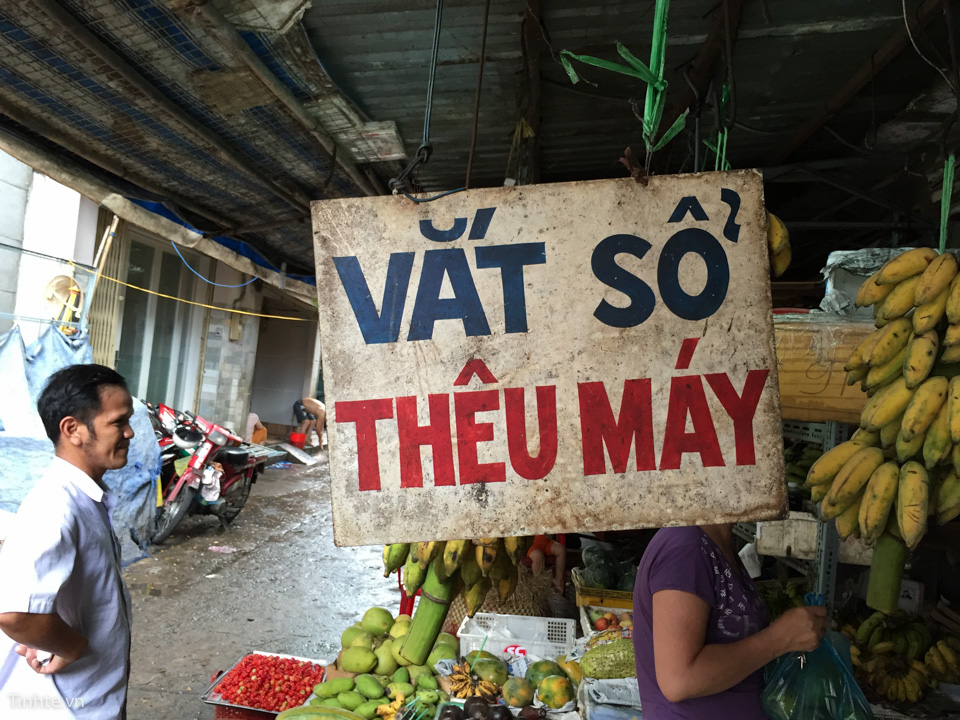 VẮT SỔ
THÊU MÁY
Tinhte.vn